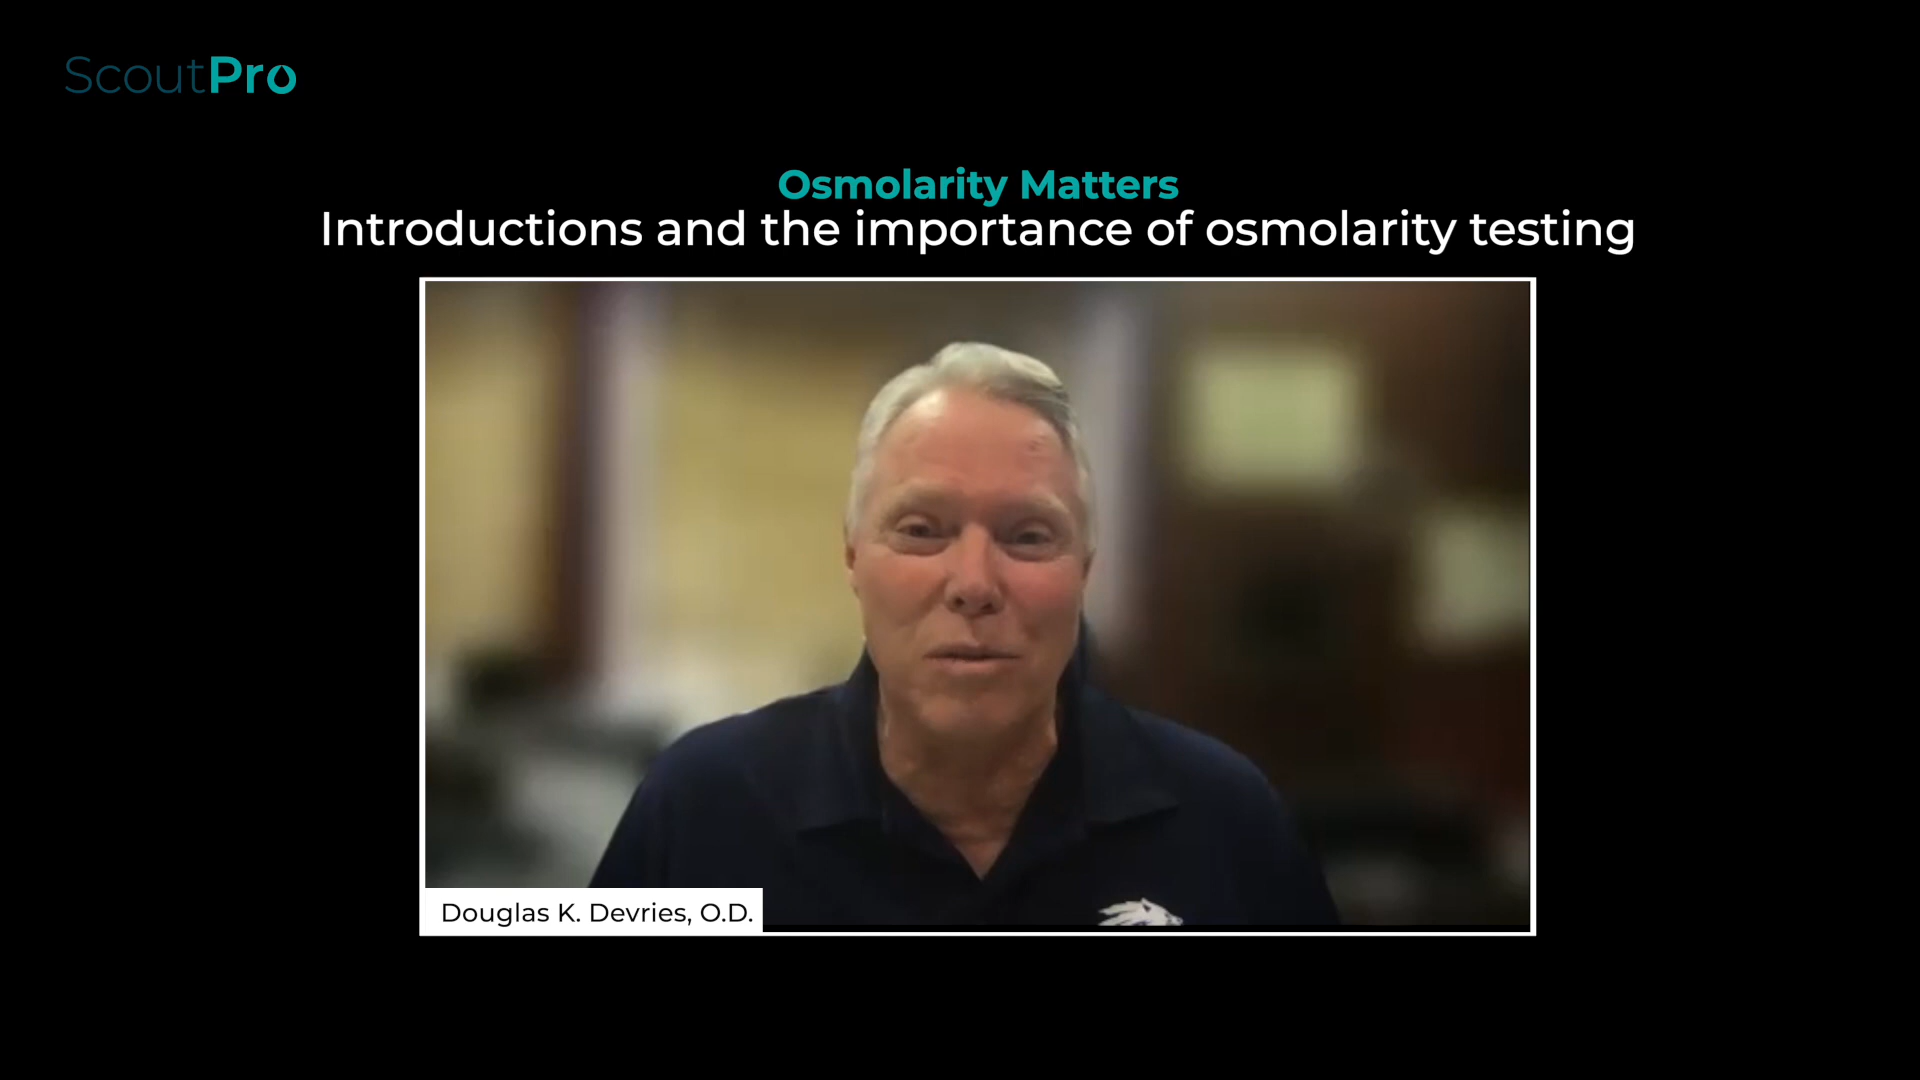 ScoutPro
Osmolarity Matters
Introductions and the importance of osmolarity testing
Douglas K. Devries, O.D.